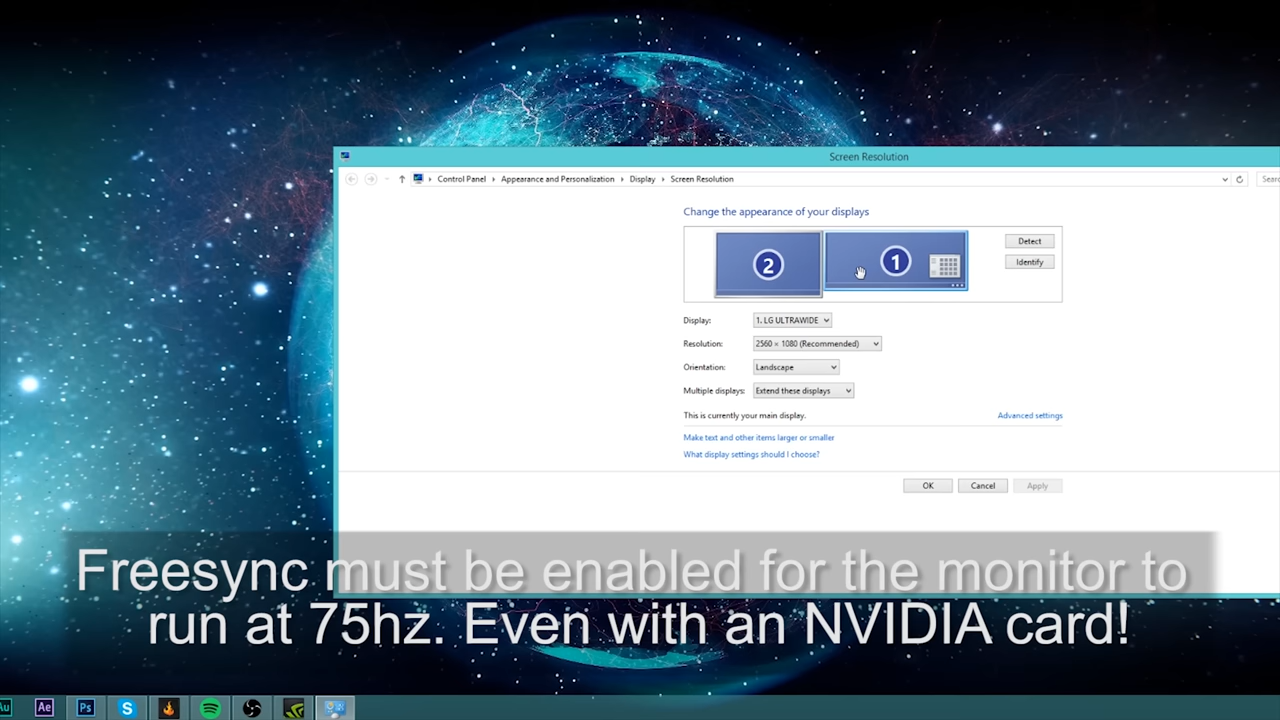 Screen Resolution
Control Panel Appearance and Personalization Display Screen Resolution
Change the appearance of your displays
2
1
Detect
Identify
Display: 1. LG ULTRAWIDE
Resolution: 2560 × 1080 (Recommended)
Orientation: Landscape
Multiple displays: Extend these displays
This is currently your main display. Advanced settings
Make text and other items larger or smaller
What display settings should I choose?
OK Cancel Apply
Freesync must be enabled for the monitor to
run at 75hz. Even with an NVIDIA card!
Au Ae Ps S